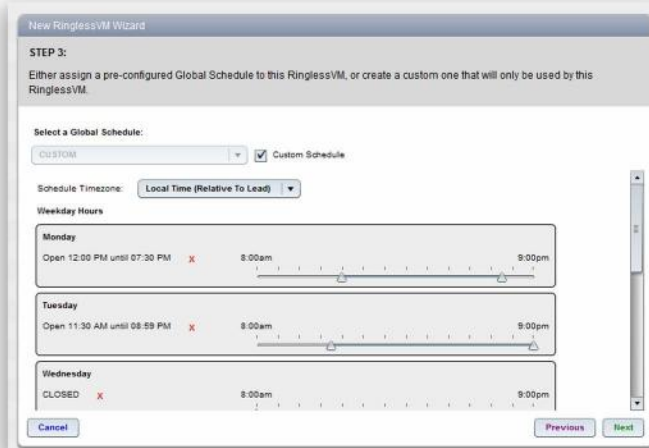 New RinglessVM Wizard
STEP 3:
Either assign a pre-configured Global Schedule to this RinglessVM, or create a custom one that will only be used by this
RinglessVM.
Select a Global Schedule:
CUSTOM
Custom Schedule
Schedule Timezone: Local Time (Relative To Lead)
Weekday Hours
Monday
Open 12:00 PM until 07:30 PM X 8:00am 9:00pm
Tuesday
Open 11:30 AM until 08:59 PM X 8:00am 9:00pm
Wednesday
CLOSED X 8:00am 9:00pm
Cancel Previous Next